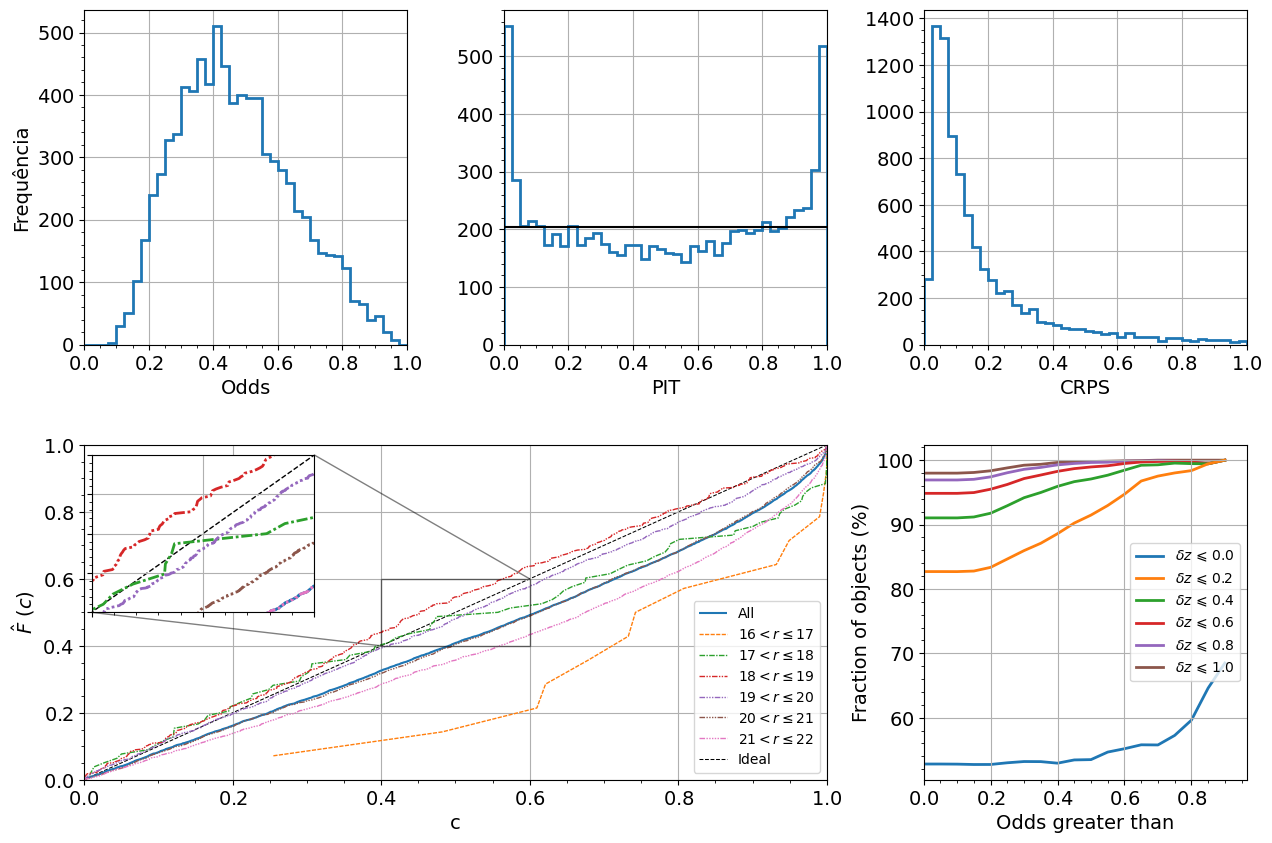 500
400
300
200
100
0
Frequência
0.0 0.2 0.4 0.6 0.8 1.0
Odds
500
400
300
200
100
0
0.0 0.2 0.4 0.6 0.8 1.0
PIT
1400
1200
1000
800
600
400
200
0
0.0 0.2 0.4 0.6 0.8 1.0
CRPS
1.0
0.8
0.6
0.4
0.2
0.0
F̂ (c)
All
16 < r ≤ 17
17 < r ≤ 18
18 < r ≤ 19
19 < r ≤ 20
20 < r ≤ 21
21 < r ≤ 22
Ideal
0.0 0.2 0.4 0.6 0.8 1.0
c
100
90
80
70
60
Fraction of objects (%)
δz ⩽ 0.0
δz ⩽ 0.2
δz ⩽ 0.4
δz ⩽ 0.6
δz ⩽ 0.8
δz ⩽ 1.0
0.0 0.2 0.4 0.6 0.8
Odds greater than